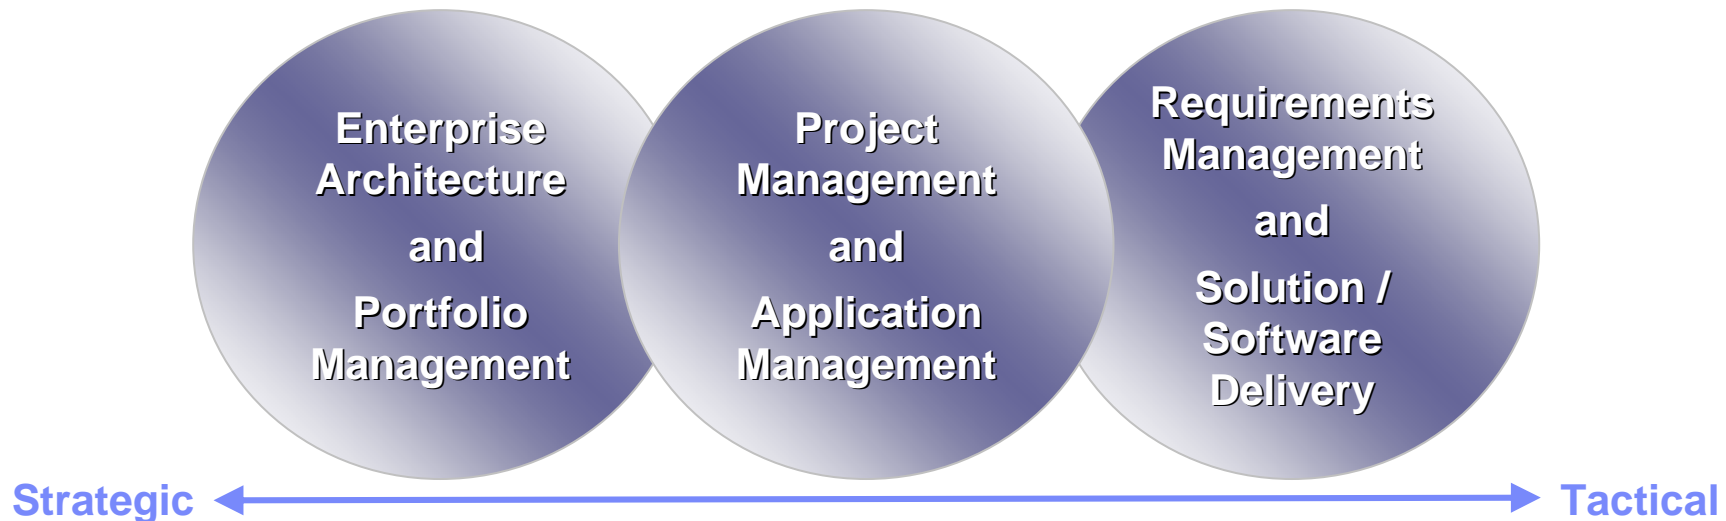 Enterprise
Architecture
and
Portfolio
Management
Project
Management
and
Application
Management
Requirements
Management
and
Solution /
Software
Delivery
Strategic
Tactical